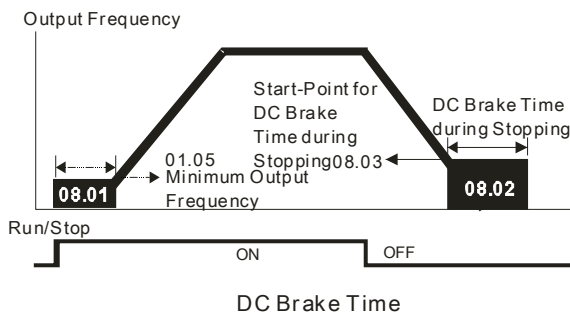 Output Frequency
Start-Point for
DC Brake
Time during
Stopping08.03
DC Brake Time
during Stopping
01.05
Minimum Output
Frequency
08.01
08.02
Run/Stop
ON
OFF
DC Brake Time